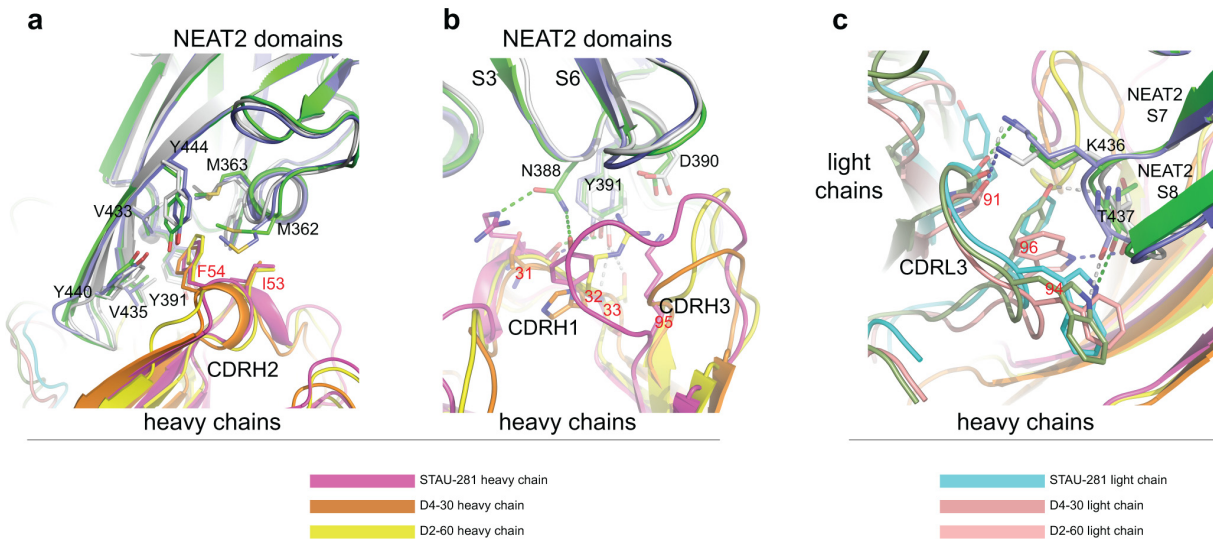 a
NEAT2 domains
Y444
M363
V433
M362
F54
I53
Y440
Y391
V435
CDRH2
heavy chains
b
NEAT2 domains
S3
S6
N388
Y391
D390
31
32
33
CDRH1
CDRH3
95
heavy chains
c
NEAT2
S7
K436
light
chains
NEAT2
S8
91
T437
96
CDRL3
94
heavy chains
STAU-281 heavy chain
D4-30 heavy chain
D2-60 heavy chain
STAU-281 light chain
D4-30 light chain
D2-60 light chain